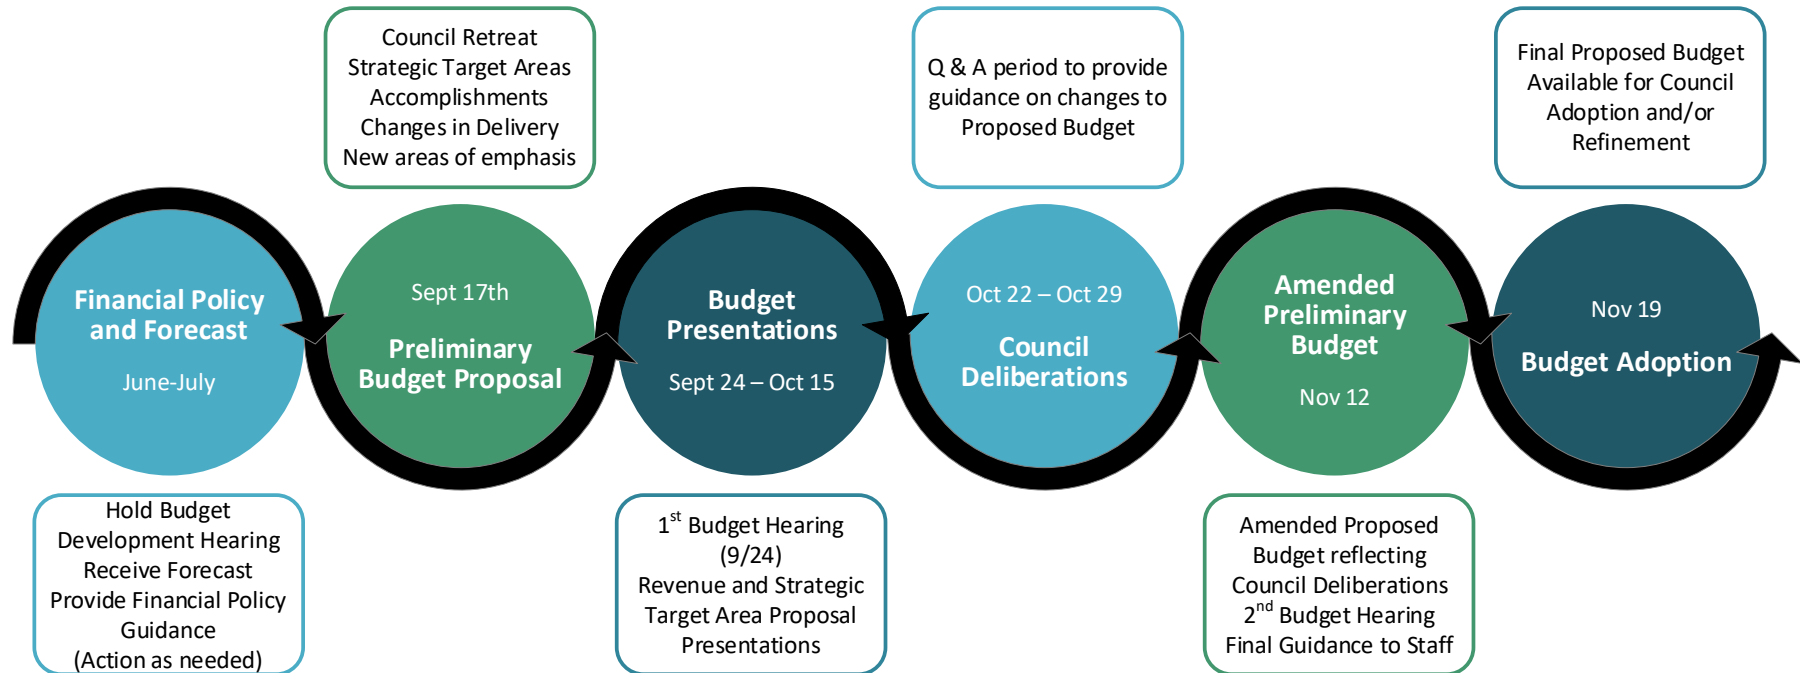 Council Retreat
Strategic Target Areas
Accomplishments
Changes in Delivery
New areas of emphasis
Q & A period to provide
guidance on changes to
Proposed Budget
Final Proposed Budget
Available for Council
Adoption and/or
Refinement
Financial Policy
and Forecast
June-July
Sept 17th
Preliminary
Budget Proposal
Budget
Presentations
Sept 24 – Oct 15
Oct 22 – Oct 29
Council
Deliberations
Amended
Preliminary
Budget
Nov 12
Nov 19
Budget Adoption
Hold Budget
Development Hearing
Receive Forecast
Provide Financial Policy
Guidance
(Action as needed)
1st Budget Hearing
(9/24)
Revenue and Strategic
Target Area Proposal
Presentations
Amended Proposed
Budget reflecting
Council Deliberations
2nd Budget Hearing
Final Guidance to Staff